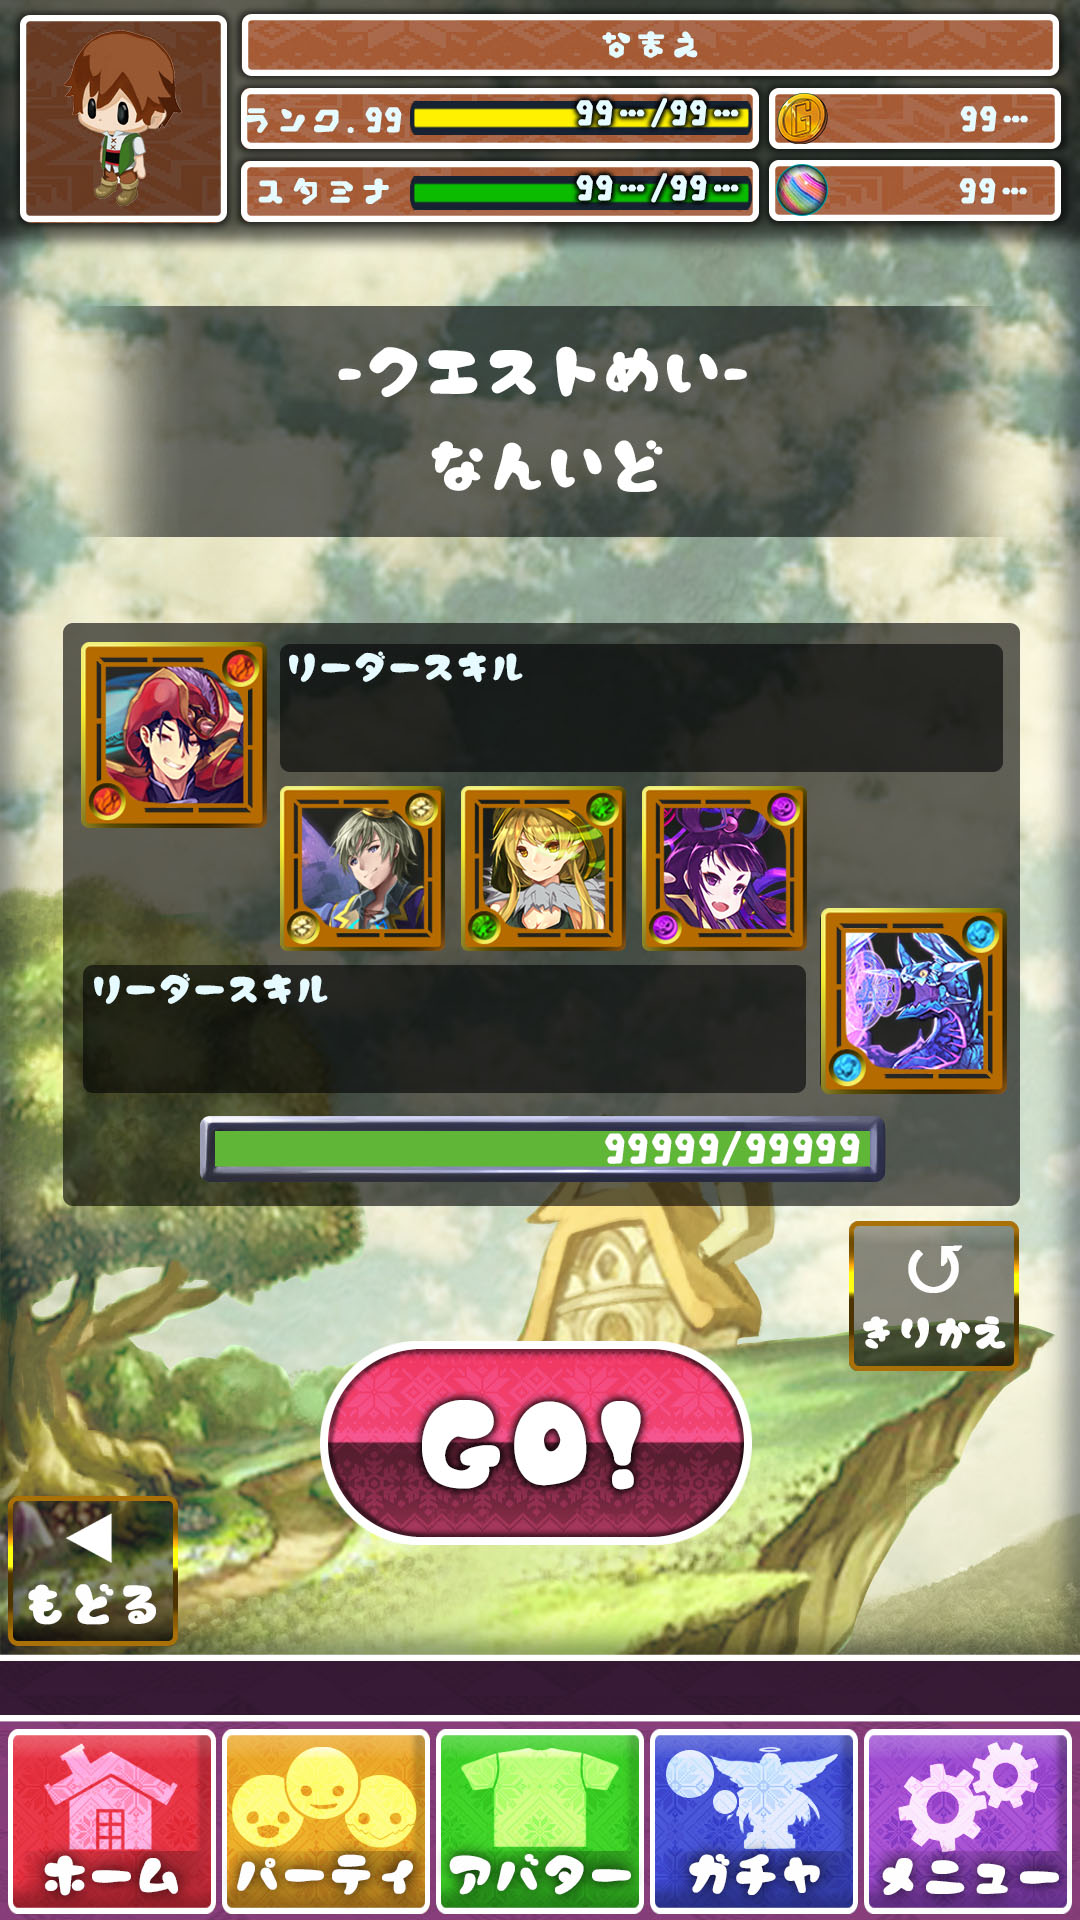 なまえ
ランク.99
99…/99…
99…
スタミナ
99…/99…
99…
-クエストめい-
なんいど
リーダースキル
リーダースキル
99999/99999
きりかえ
GO!
もどる
ホーム
パーティ
アバター
ガチャ
メニュー